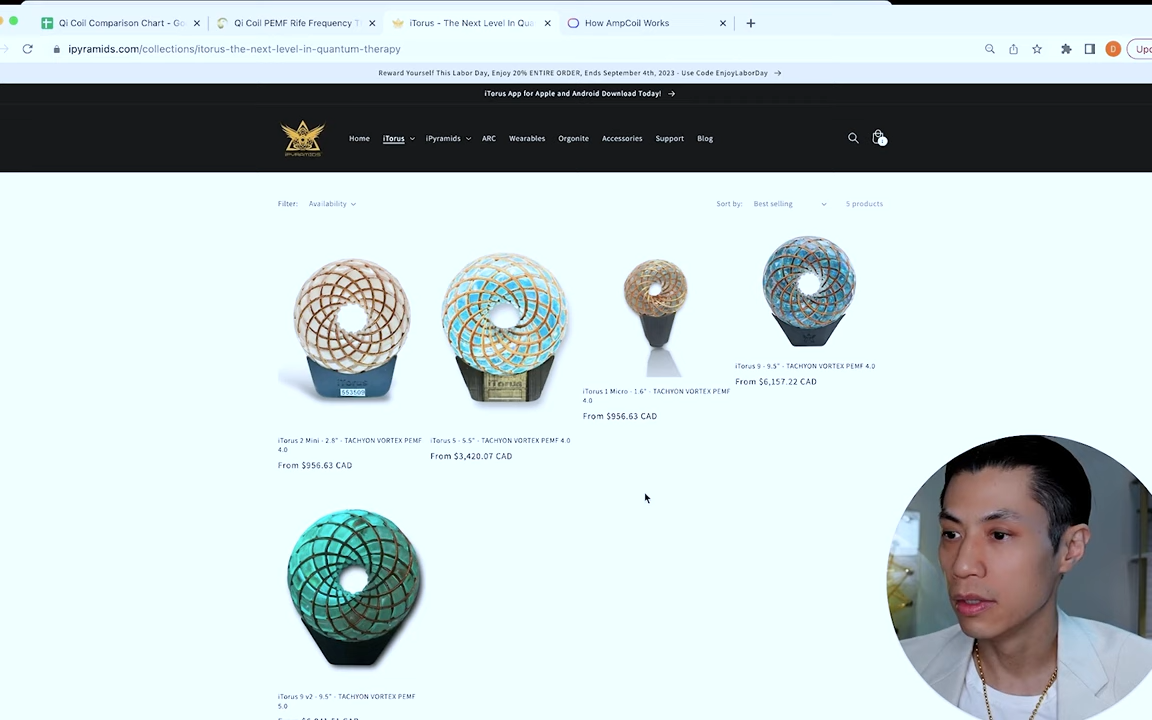 Qi Coil Comparison Chart - Go
Qi Coil PEMF Rife Frequency T
iTorus - The Next Level In Qua
How AmpCoil Works
ipyramids.com/collections/itorus-the-next-level-in-quantum-therapy
D
Reward Yourself! This Labor Day, Enjoy 20% ENTIRE ORDER, Ends September 4th, 2023 - Use Code EnjoyLaborDay →
iTorus App for Apple and Android Download Today! →
IPYRAMIDS
Home iTorus iPyramids ARC Wearables Orgonite Accessories Support Blog
Filter: Availability
Sort by: Best selling 5 products
iTorus 2 Mini - 2.8" - TACHYON VORTEX PEMF
4.0
From $956.63 CAD
iTorus 5 - 5.5" - TACHYON VORTEX PEMF 4.0
From $3,420.07 CAD
iTorus 1 Micro - 1.6" - TACHYON VORTEX PEMF
4.0
From $956.63 CAD
iTorus 9 - 9.5" - TACHYON VORTEX PEMF 4.0
From $6,157.22 CAD
iTorus 9 v2 - 9.5" - TACHYON VORTEX PEMF
5.0